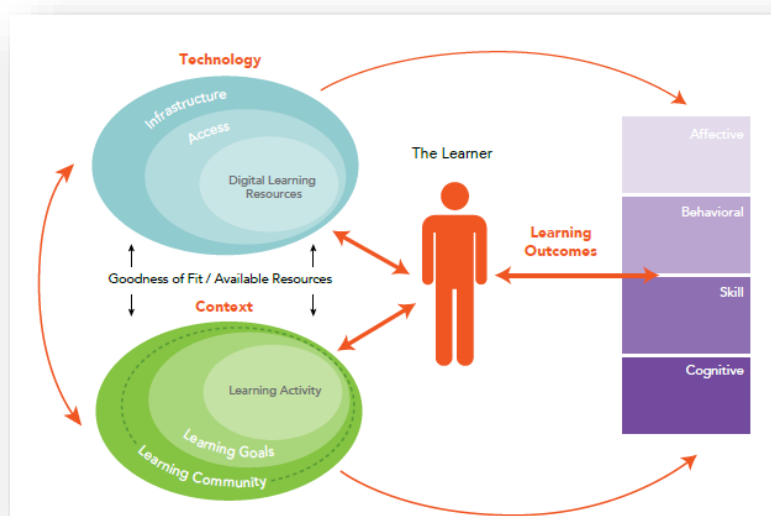 Technology
Infrastructure
Access
Digital Learning
Resources
Goodness of Fit / Available Resources
Context
Learning Activity
Learning Goals
Learning Community
The Learner
Learning
Outcomes
Affective
Behavioral
Skill
Cognitive